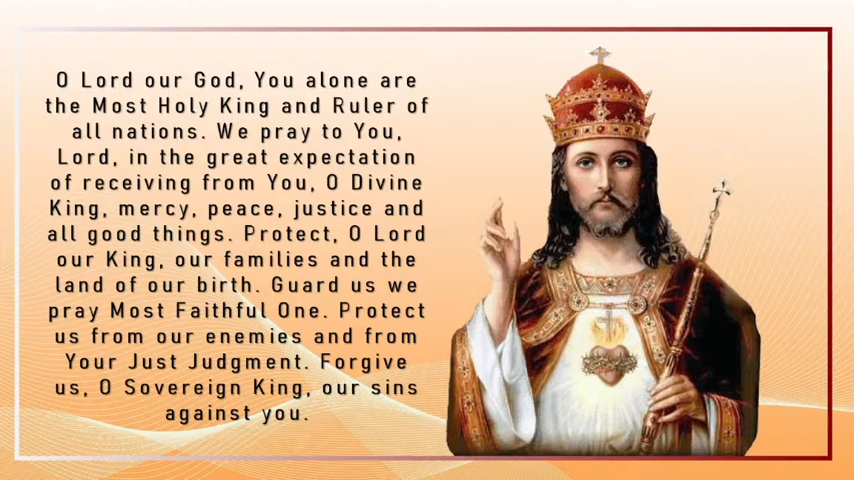 O Lord our God, You alone are
the Most Holy King and Ruler of
all nations. We pray to You,
Lord, in the great expectation
of receiving from You, O Divine
King, mercy, peace, justice and
all good things. Protect, O Lord
our King, our families and the
land of our birth. Guard us we
pray Most Faithful One. Protect
us from our enemies and from
Your Just Judgment. Forgive
us, O Sovereign King, our sins
against you.